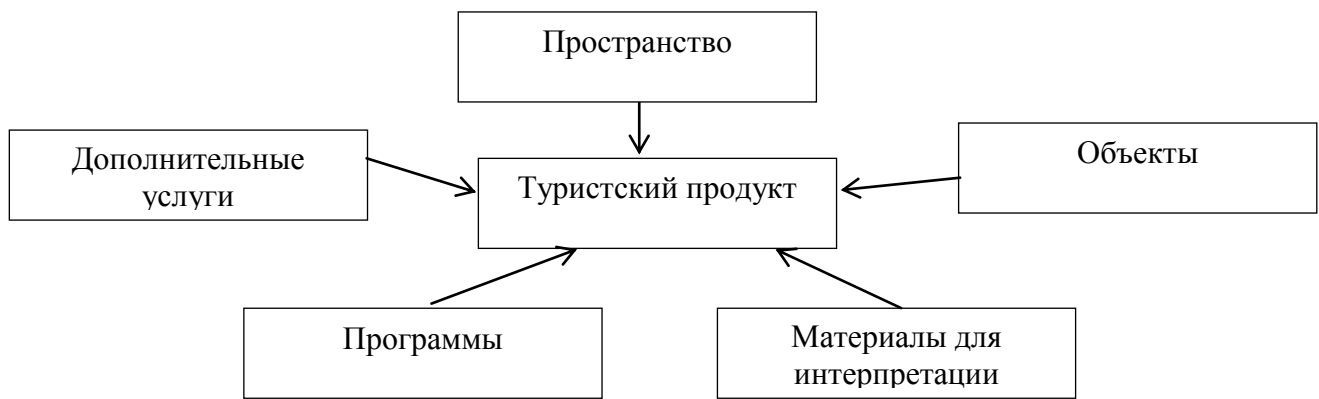 Пространство
Дополнительные
услуги
Туристский продукт
Объекты
Программы
Материалы для
интерпретации